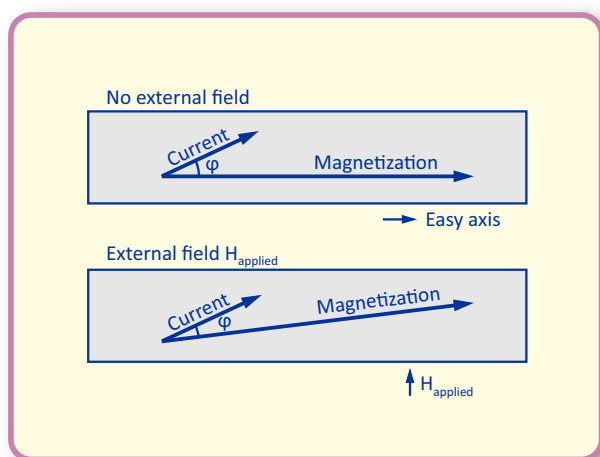 No external field
Current
φ
Magnetization
Easy axis
External field Happlied
Current
φ
Magnetization
Happlied